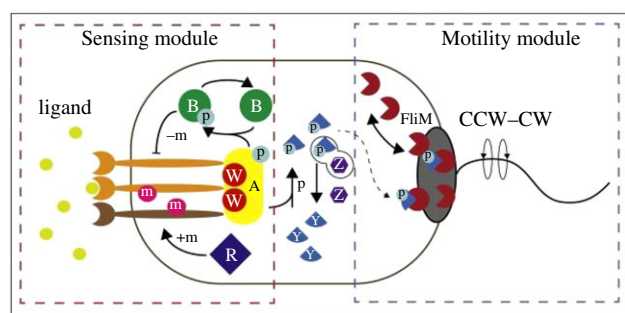 Sensing module
Motility module
ligand
B
B
p
–m
FliM
CCW–CW
p
p
p
p
W
A
Z
m
W
p
Z
p
m
Y
Y
Y
+m
R